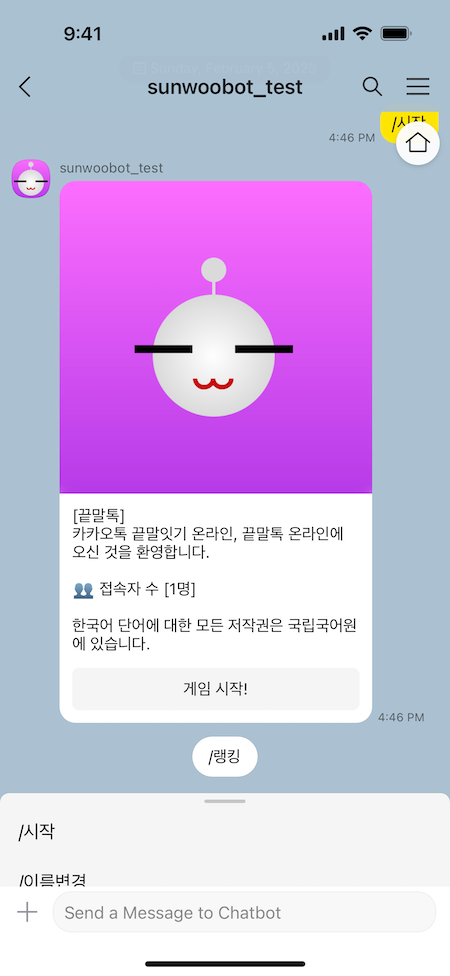 9:41
Sunday, February
sunwoobot_test
/시작
4:46 PM
sunwoobot_test
[끝말톡]
카카오톡 끝말잇기 온라인, 끝말톡 온라인에
오신 것을 환영합니다.
접속자 수 [1명]
한국어 단어에 대한 모든 저작권은 국립국어원
에 있습니다.
게임 시작!
4:46 PM
/랭킹
/시작
/이름변경
Send a Message to Chatbot